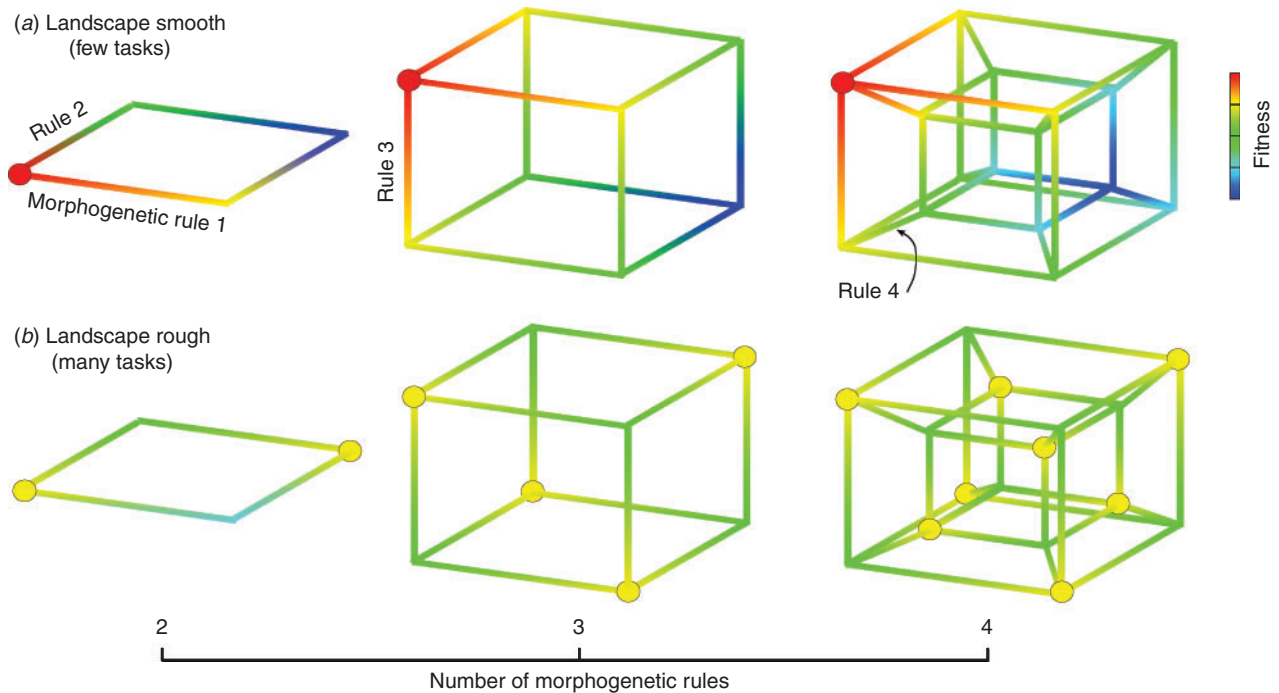 (a) Landscape smooth
(few tasks)
Rule 2
Morphogenetic rule 1
Rule 3
Rule 4
Fitness
(b) Landscape rough
(many tasks)
2
3
4
Number of morphogenetic rules